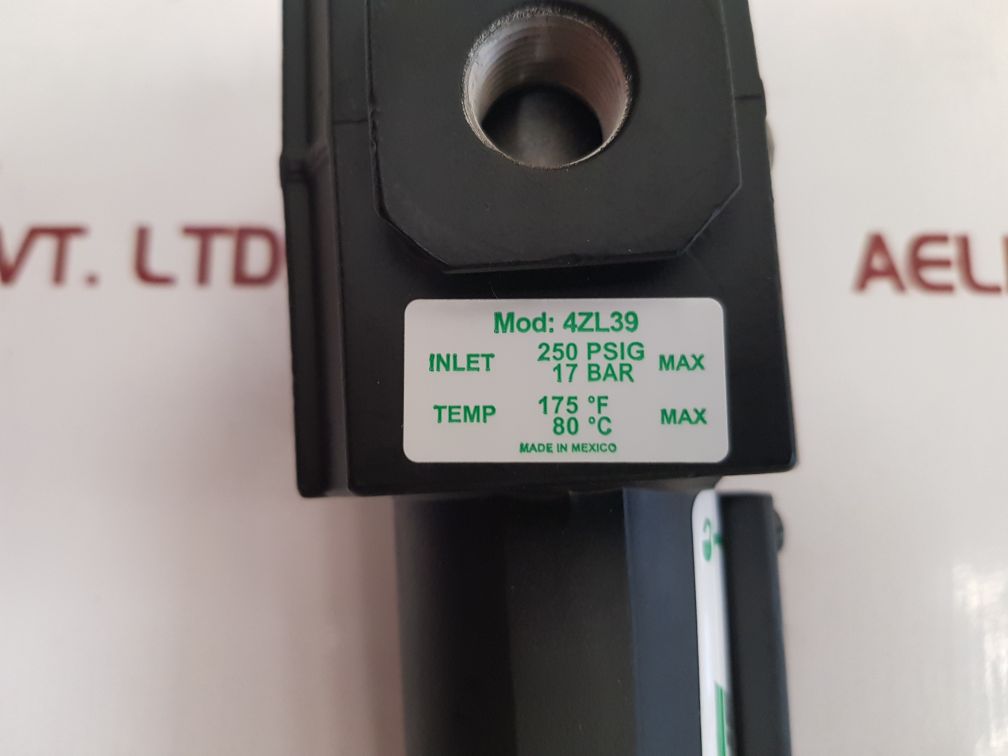 VT. LTD
AEL
Mod: 4ZL39
INLET 250 PSIG 17 BAR MAX
TEMP 175 °F 80 °C MAX
MADE IN MEXICO